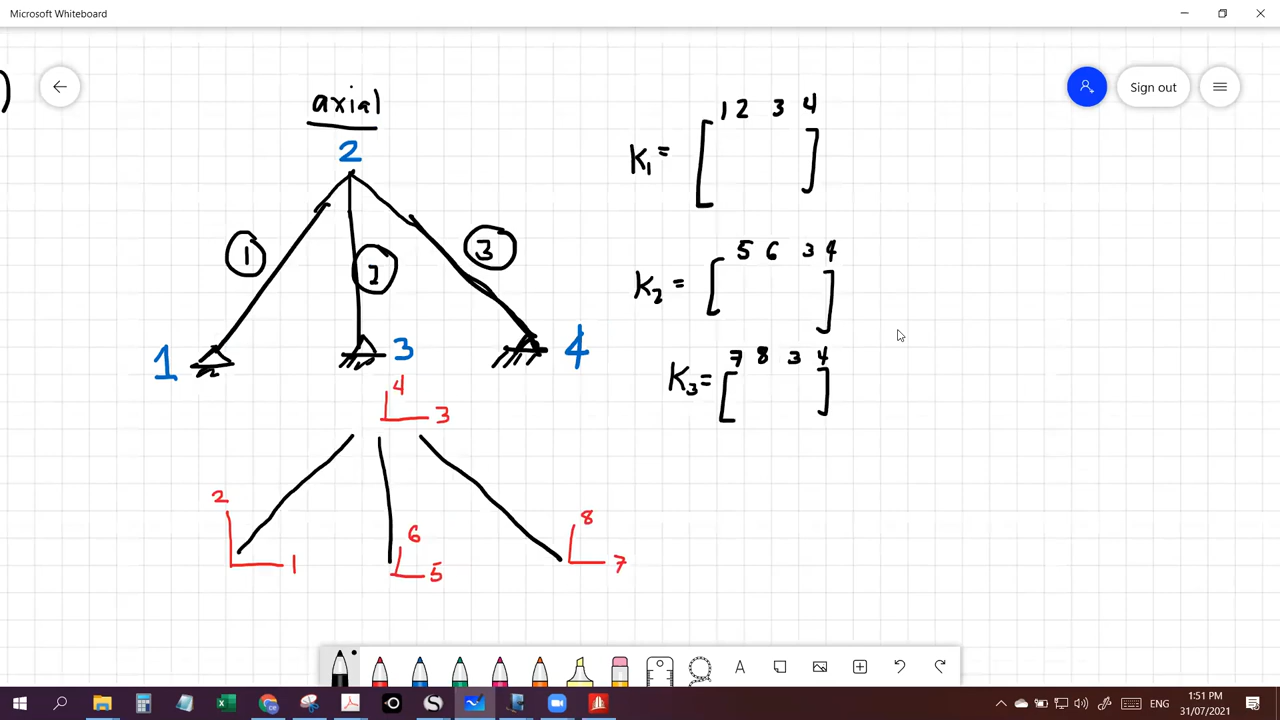 Microsoft Whiteboard
)
Sign out
axial
2
1
2
3
1
3
4
4
3
2
1
6
5
8
7
1 2 3 4
K₁ = [ ]
5 6 3 4
K₂ = [ ]
7 8 3 4
K₃ = [ ]
A
ENG
1:51 PM
31/07/2021